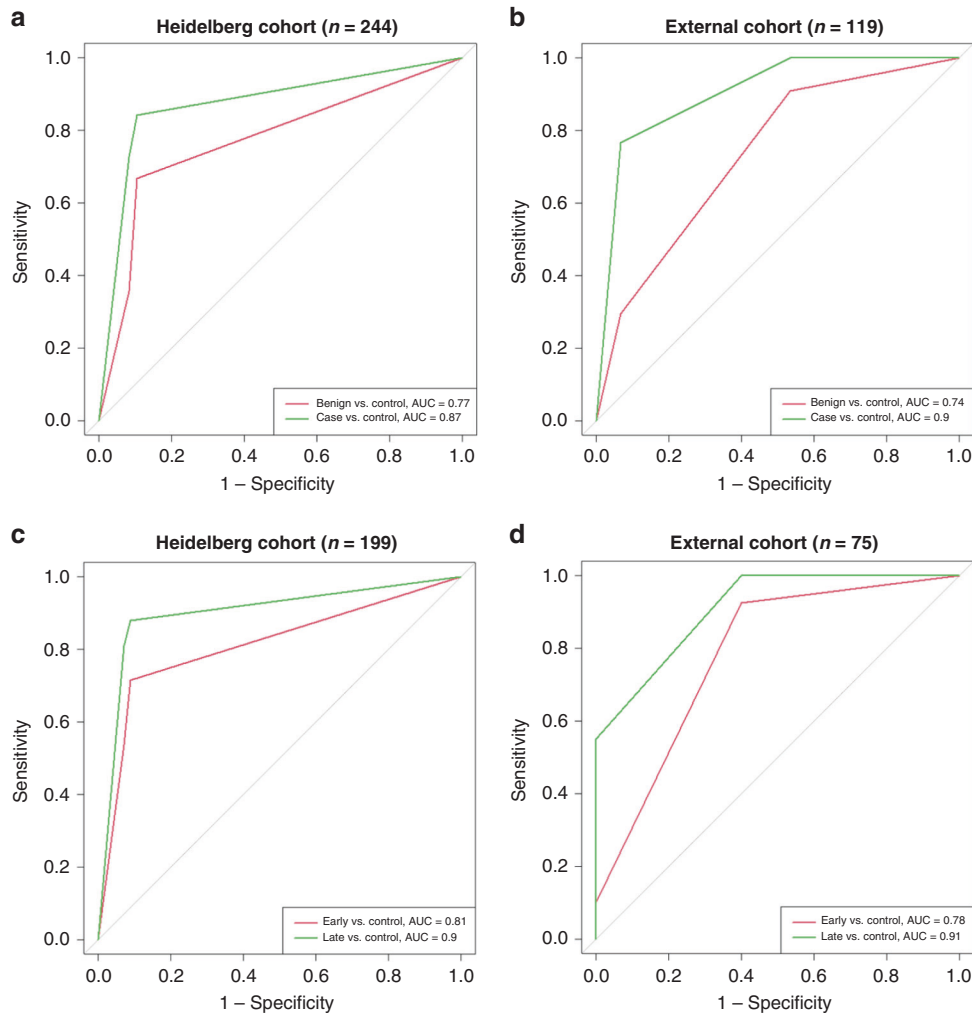 a
Heidelberg cohort (n = 244)
1.0
0.8
0.6
0.4
0.2
0.0
Sensitivity
Benign vs. control, AUC = 0.77
Case vs. control, AUC = 0.87
0.0 0.2 0.4 0.6 0.8 1.0
1 – Specificity
b
External cohort (n = 119)
1.0
0.8
0.6
0.4
0.2
0.0
Sensitivity
Benign vs. control, AUC = 0.74
Case vs. control, AUC = 0.9
0.0 0.2 0.4 0.6 0.8 1.0
1 – Specificity
c
Heidelberg cohort (n = 199)
1.0
0.8
0.6
0.4
0.2
0.0
Sensitivity
Early vs. control, AUC = 0.81
Late vs. control, AUC = 0.9
0.0 0.2 0.4 0.6 0.8 1.0
1 – Specificity
d
External cohort (n = 75)
1.0
0.8
0.6
0.4
0.2
0.0
Sensitivity
Early vs. control, AUC = 0.78
Late vs. control, AUC = 0.91
0.0 0.2 0.4 0.6 0.8 1.0
1 – Specificity